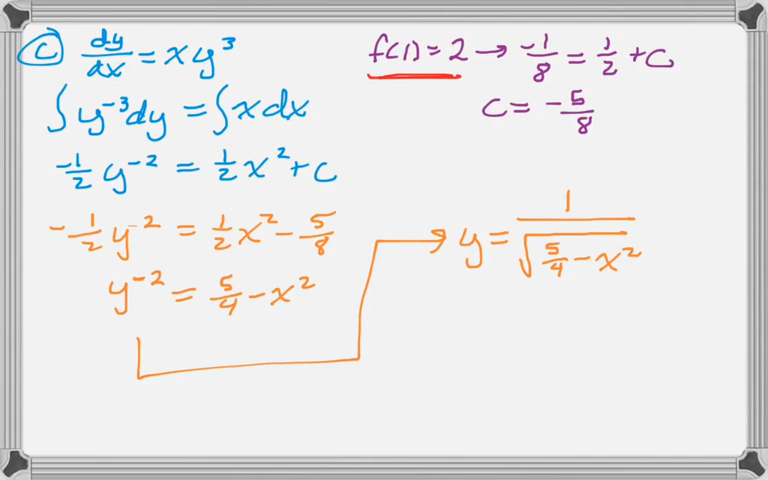 c) dy/dx = xy³
∫y⁻³dy = ∫xdx
-1/2 y⁻² = 1/2 x² + c
-1/2 y⁻² = 1/2 x² - 5/8
y⁻² = 5/4 - x²
f(1) = 2 → -1/8 = 1/2 + c
c = -5/8
→ y = 1/√(5/4 - x²)